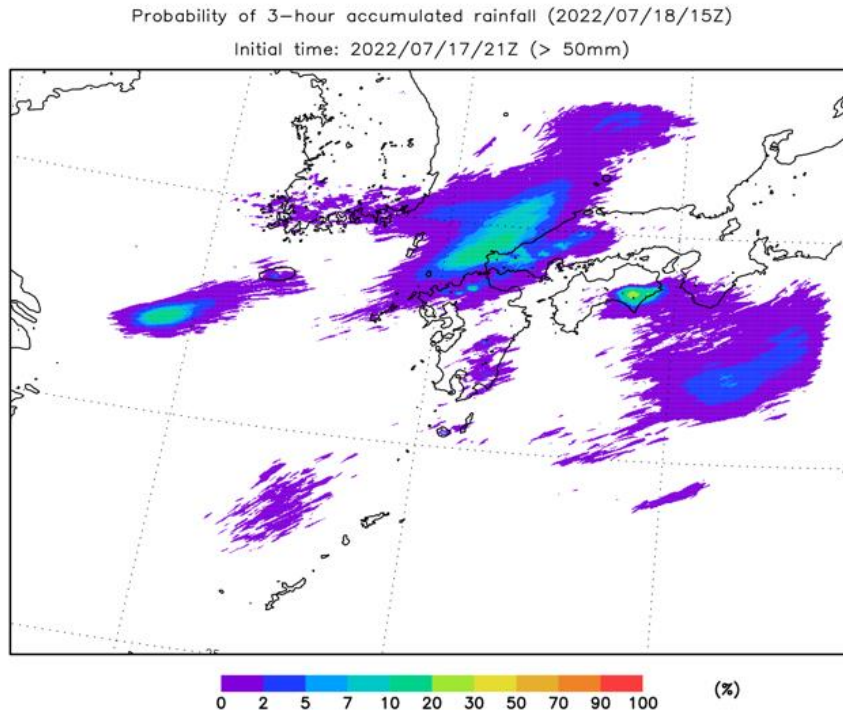 Probability of 3-hour accumulated rainfall (2022/07/18/15Z)
Initial time: 2022/07/17/21Z (> 50mm)
0 2 5 7 10 20 30 50 70 90 100 (%)